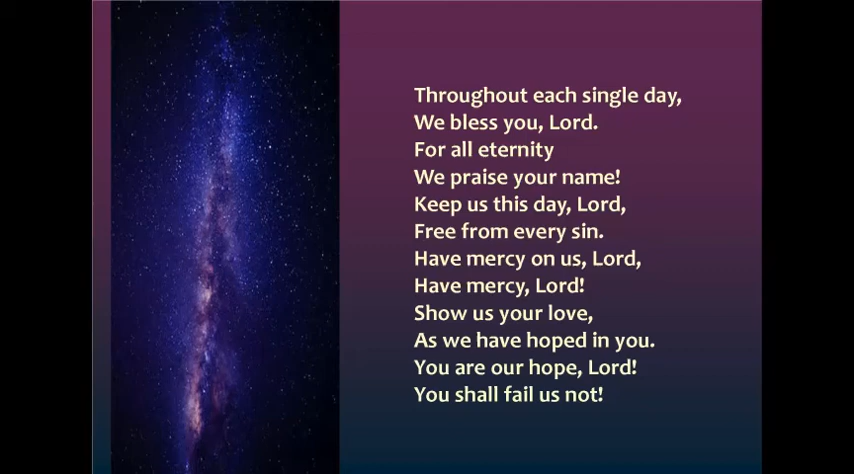 Throughout each single day,
We bless you, Lord.
For all eternity
We praise your name!
Keep us this day, Lord,
Free from every sin.
Have mercy on us, Lord,
Have mercy, Lord!
Show us your love,
As we have hoped in you.
You are our hope, Lord!
You shall fail us not!